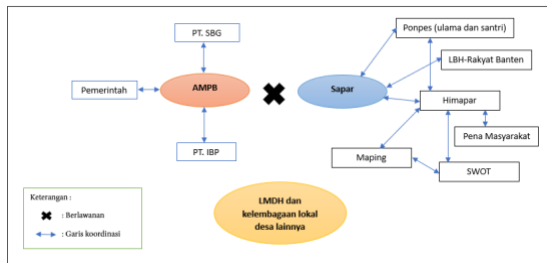 PT. SBG
Ponpes (ulama dan santri)
LBH-Rakyat Banten
Pemerintah
AMPB
Sapar
Himapar
Pena Masyarakat
PT. IBP
Maping
SWOT
LMDH dan
kelembagaan lokal
desa lainnya
Keterangan :
: Berlawanan
: Garis koordinasi